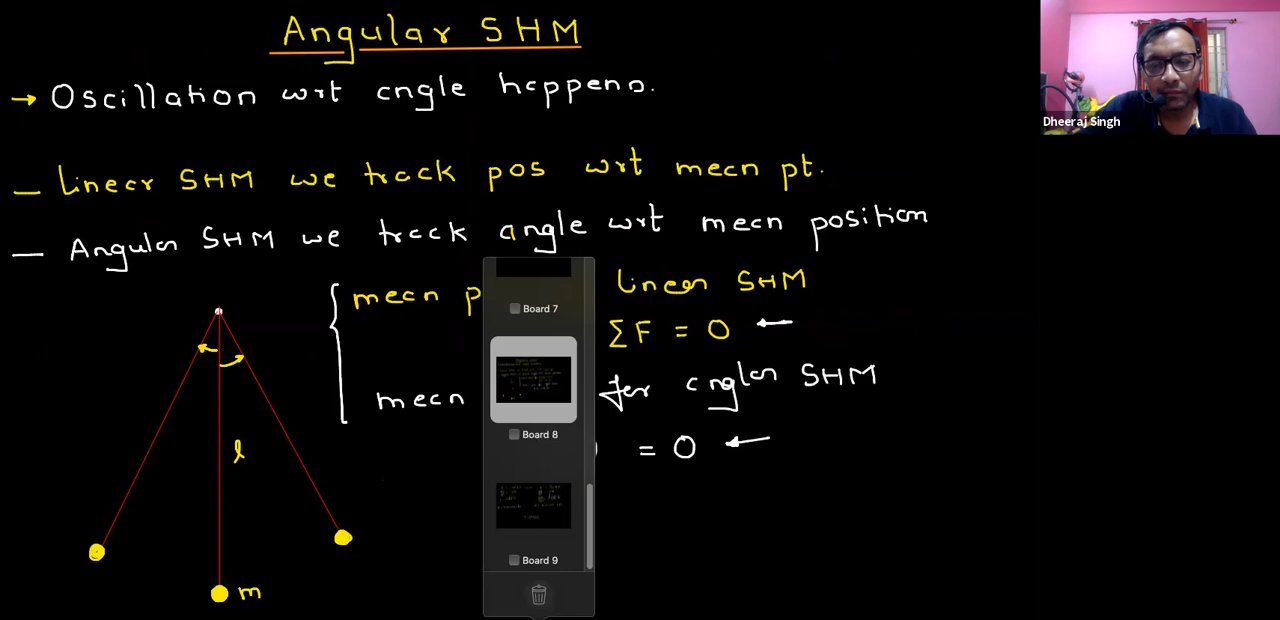 Angular SHM
→ Oscillation wrt angle happens.
Dheeraj Singh
— Linear SHM we track pos wrt mean pt.
— Angular SHM we track angle wrt mean position
mean p linear SHM
ΣF = 0 ←
mean for angular SHM
= 0 ←
l
m
Board 7
Board 8
Board 9